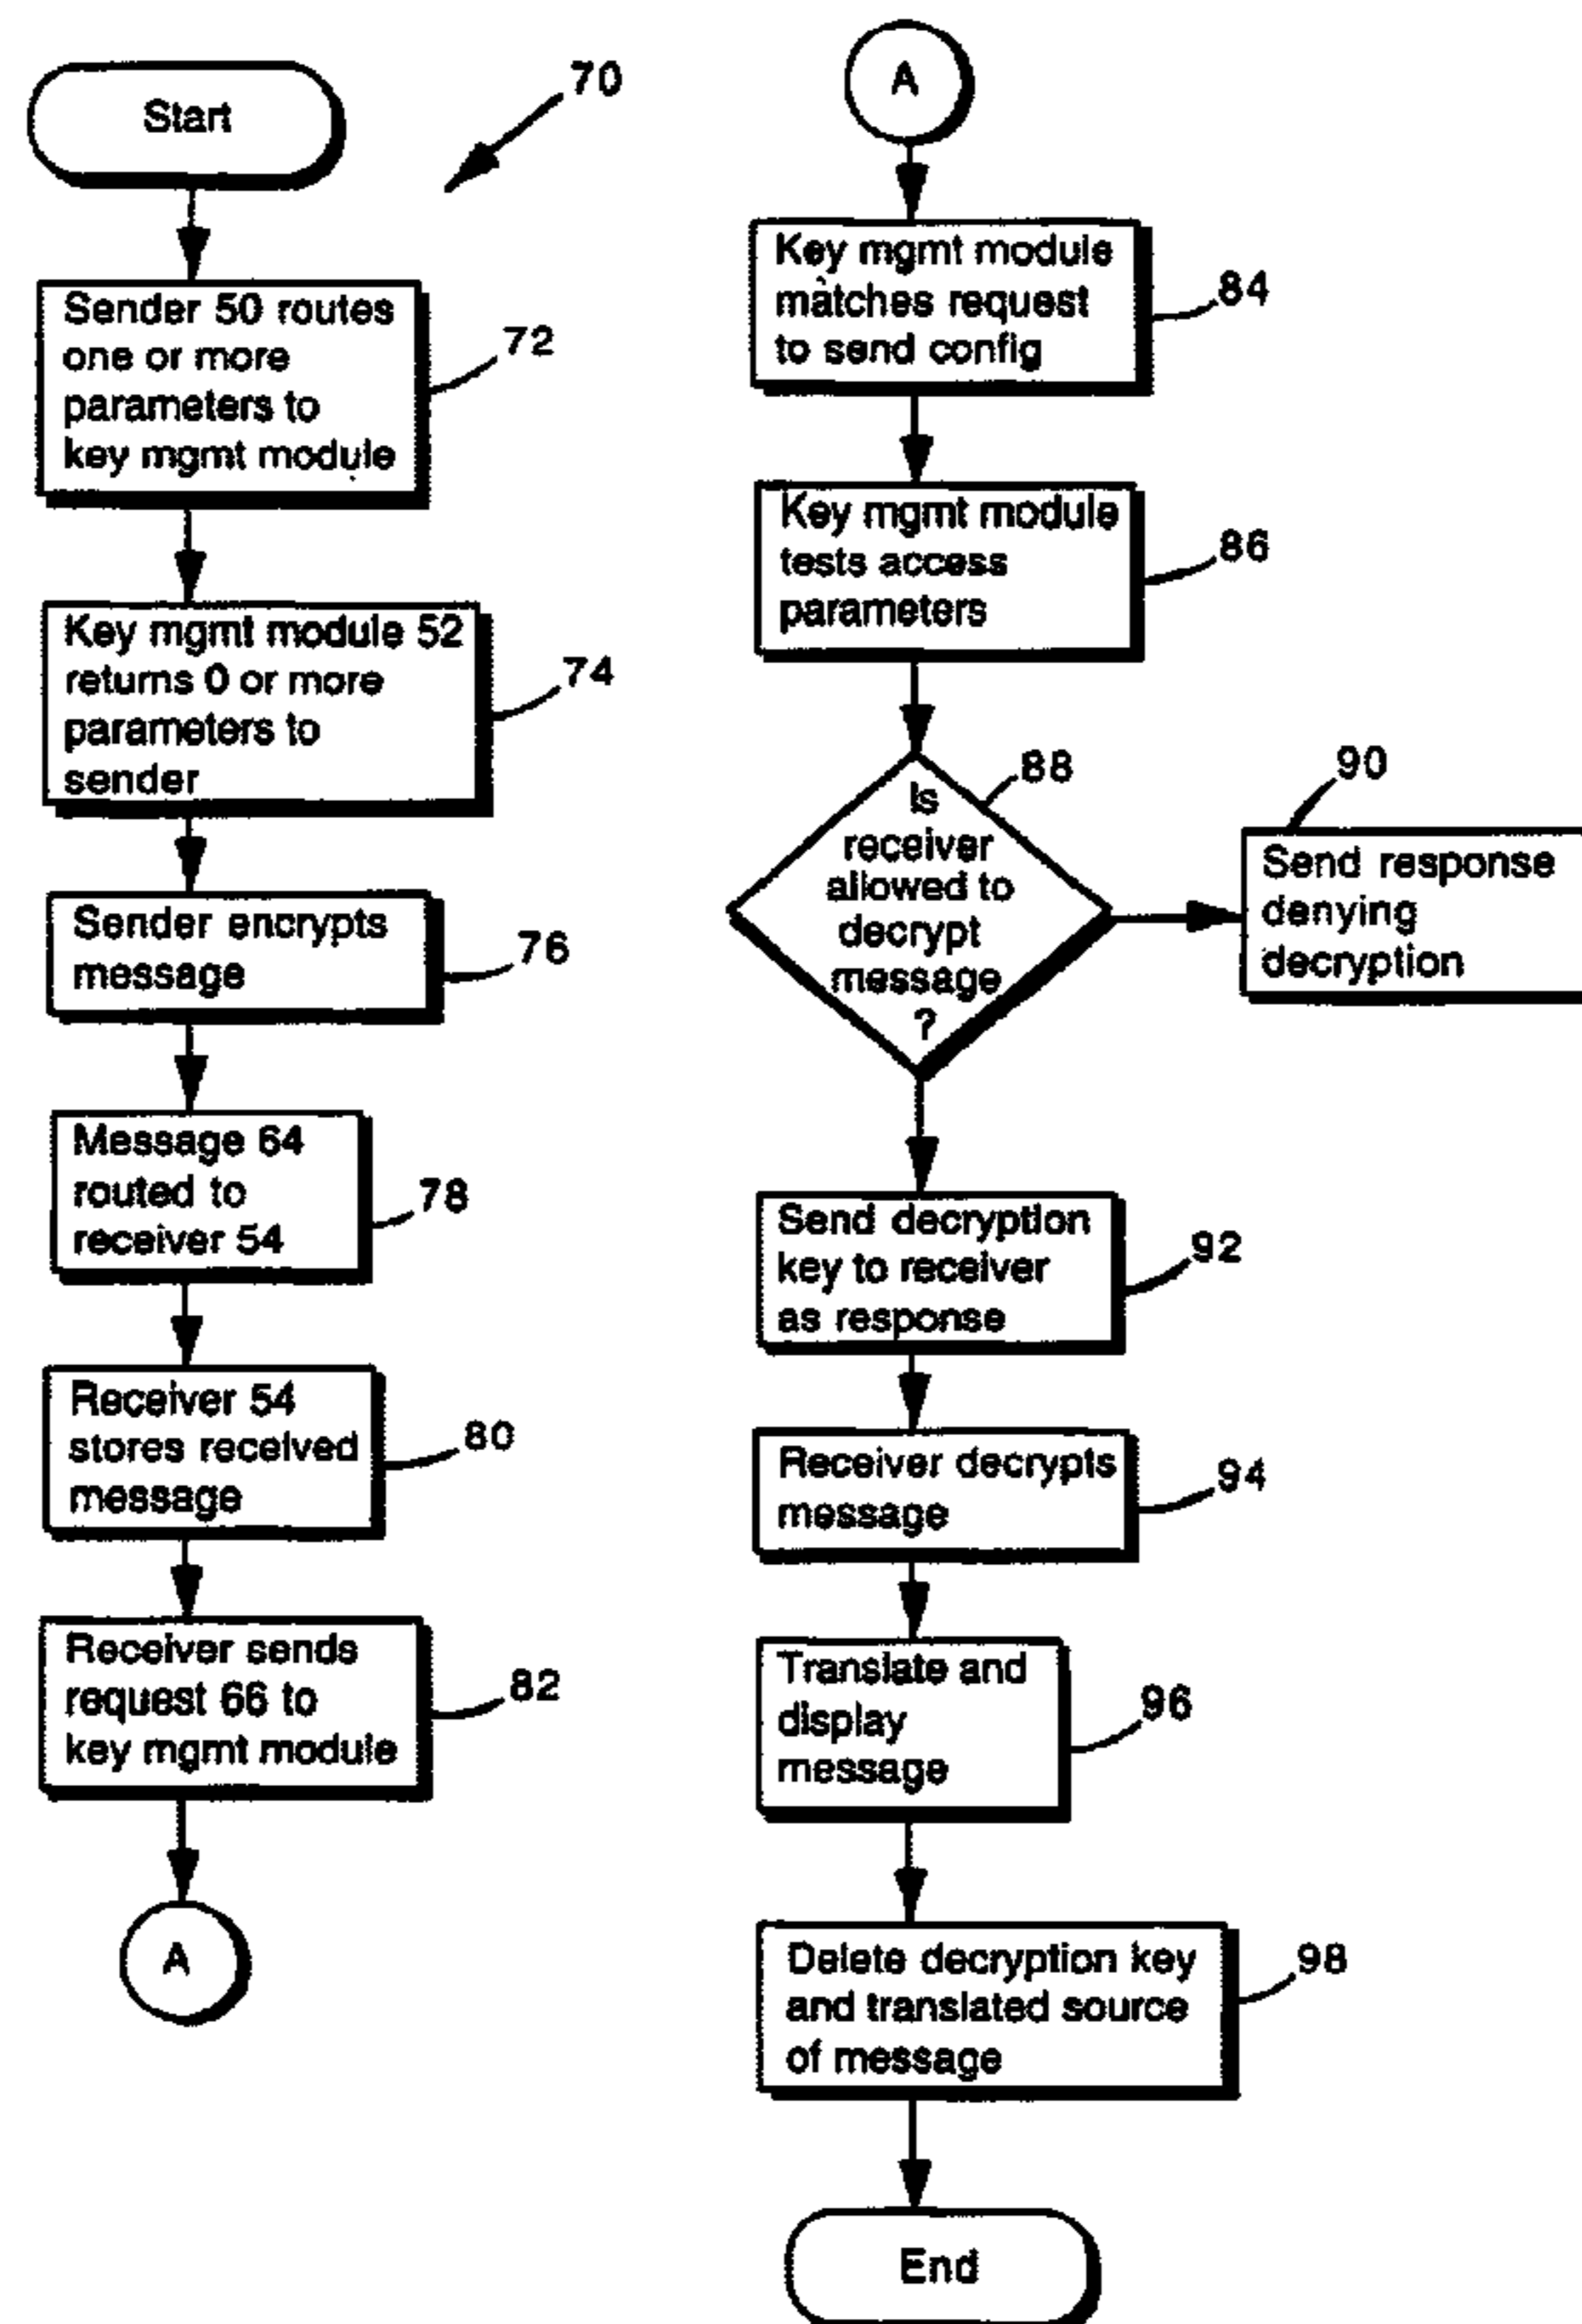 Start
70
Sender 50 routes
one or more
parameters to
key mgmt module
72
Key mgmt module 52
returns 0 or more
parameters to
sender
74
Sender encrypts
message
76
Message 64
routed to
receiver 54
78
Receiver 54
stores received
message
80
Receiver sends
request 66 to
key mgmt module
82
A
A
Key mgmt module
matches request
to send config
84
Key mgmt module
tests access
parameters
86
Is
receiver
allowed to
decrypt
message
?
88
90
Send response
denying
decryption
Send decryption
key to receiver
as response
92
Receiver decrypts
message
94
Translate and
display
message
96
Delete decryption key
and translated source
of message
98
End